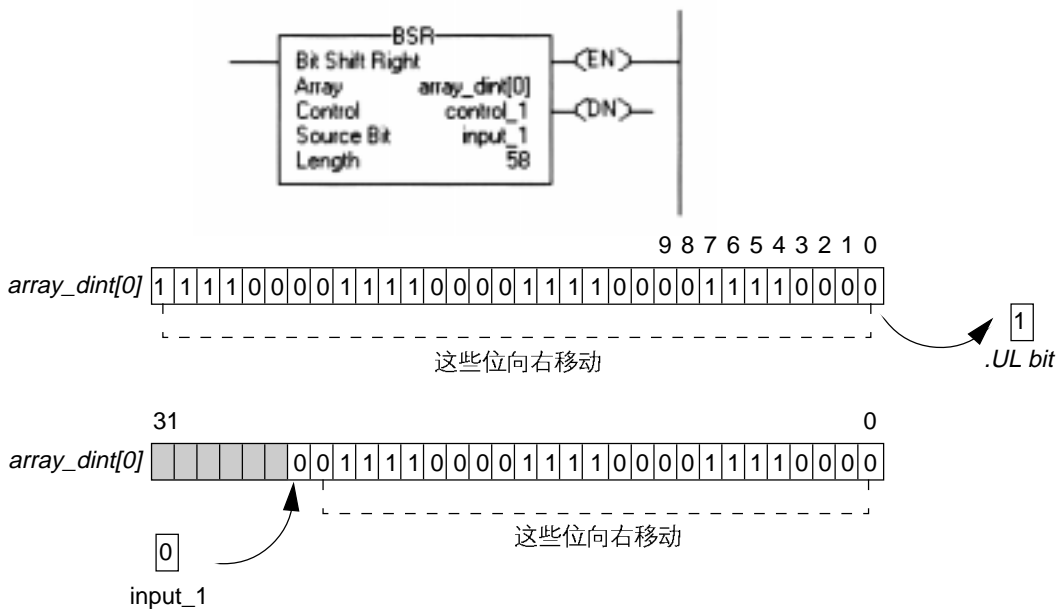 BSR
Bit Shift Right
Array array_dint[0]
Control control_1
Source Bit input_1
Length 58
EN
DN
9 8 7 6 5 4 3 2 1 0
array_dint[0] 1 1 1 1 0 0 0 0 1 1 1 1 0 0 0 0 1 1 1 1 0 0 0 0 1 1 1 1 0 0 0 0
这些位向右移动
1
.UL bit
31 0
array_dint[0] 0 0 1 1 1 1 0 0 0 0 1 1 1 1 0 0 0 0 1 1 1 1 0 0 0 0
这些位向右移动
0
input_1